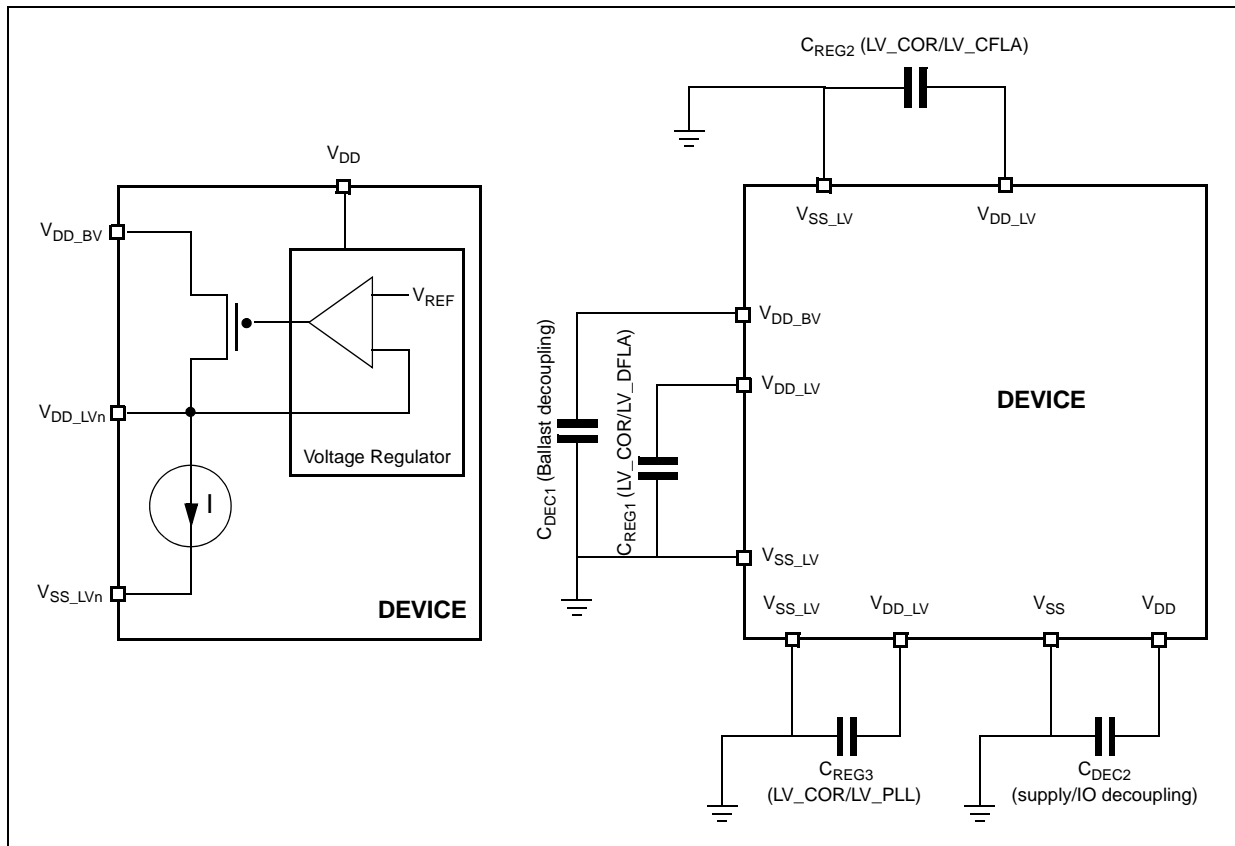 V_DD
V_DD_BV
V_REF
V_DD_LVn
Voltage Regulator
I
V_SS_LVn
DEVICE
C_REG2 (LV_COR/LV_CFLA)
V_SS_LV
V_DD_LV
V_DD_BV
V_DD_LV
DEVICE
C_DEC1 (Ballast decoupling)
C_REG1 (LV_COR/LV_DFLA)
V_SS_LV
V_SS_LV
V_DD_LV
V_SS
V_DD
C_REG3
(LV_COR/LV_PLL)
C_DEC2
(supply/IO decoupling)